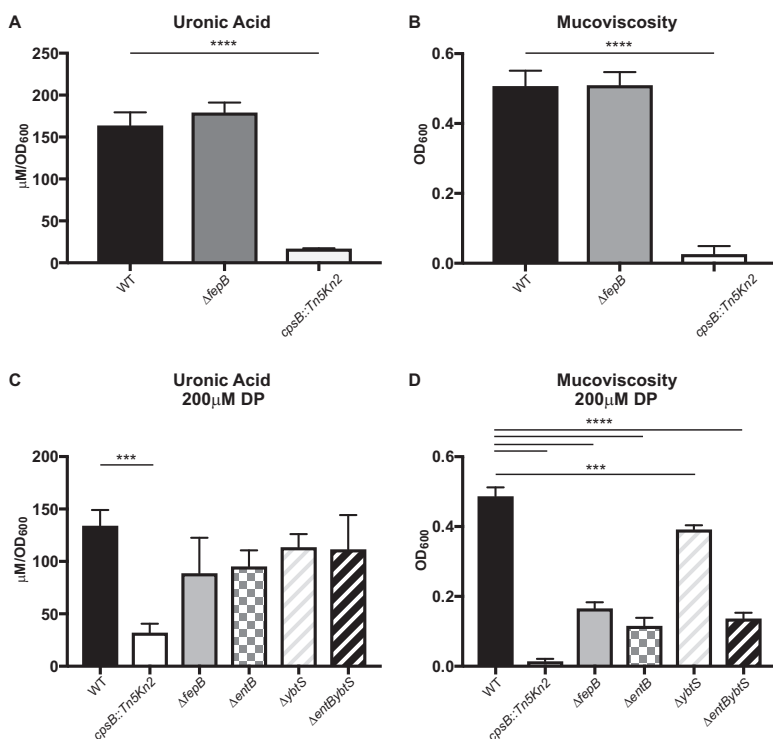 A
Uronic Acid
****
μM/OD600
250
200
150
100
50
0
WT
ΔfepB
cpsB::Tn5Kn2
B
Mucoviscosity
****
OD600
0.6
0.4
0.2
0.0
WT
ΔfepB
cpsB::Tn5Kn2
C
Uronic Acid
200μM DP
***
μM/OD600
200
150
100
50
0
WT
cpsB::Tn5Kn2
ΔfepB
ΔentB
ΔybtS
ΔentBybtS
D
Mucoviscosity
200μM DP
****
***
OD600
0.6
0.4
0.2
0.0
WT
cpsB::Tn5Kn2
ΔfepB
ΔentB
ΔybtS
ΔentBybtS